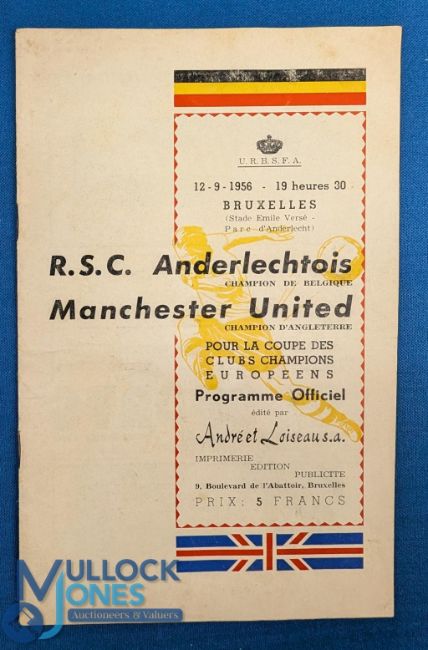 U.R.B.S.F.A.
12-9-1956 - 19 heures 30
BRUXELLES
(Stade Emile Versé -
Parc d'Anderlecht)
R.S.C. Anderlechtois
CHAMPION DE BELGIQUE
Manchester United
CHAMPION D'ANGLETERRE
POUR LA COUPE DES
CLUBS CHAMPIONS
EUROPEENS
Programme Officiel
édité par
André et Loiseau s.a.
IMPRIMERIE
EDITION
PUBLICITE
9, Boulevard de l'Abattoir, Bruxelles
PRIX: 5 FRANCS
MULLOCK
JONES
Auctioneers & Valuers